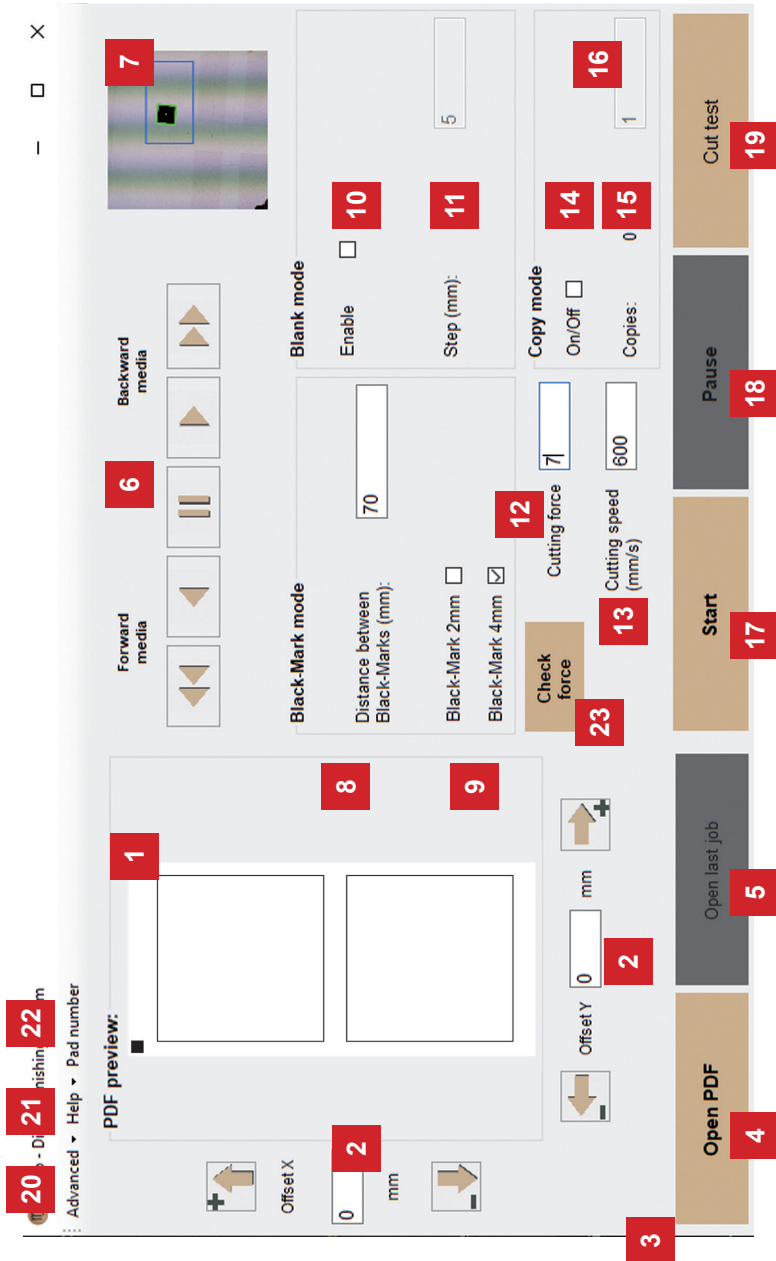 20
21
22
- Di
nishing
m
Advanced
Help
Pad number
PDF preview:
1
Offset X
0
2
mm
Offset Y
0
2
mm
3
Open PDF
4
Open last job
5
Forward
media
6
Backward
media
7
Black-Mark mode
8
Distance between
Black-Marks (mm):
70
9
Black-Mark 2mm
Black-Mark 4mm
Blank mode
Enable
10
Step (mm):
11
5
Check
force
23
12
Cutting force
7
13
Cutting speed
(mm/s)
600
Copy mode
On/Off
14
Copies:
0
15
16
1
Start
17
Pause
18
Cut test
19